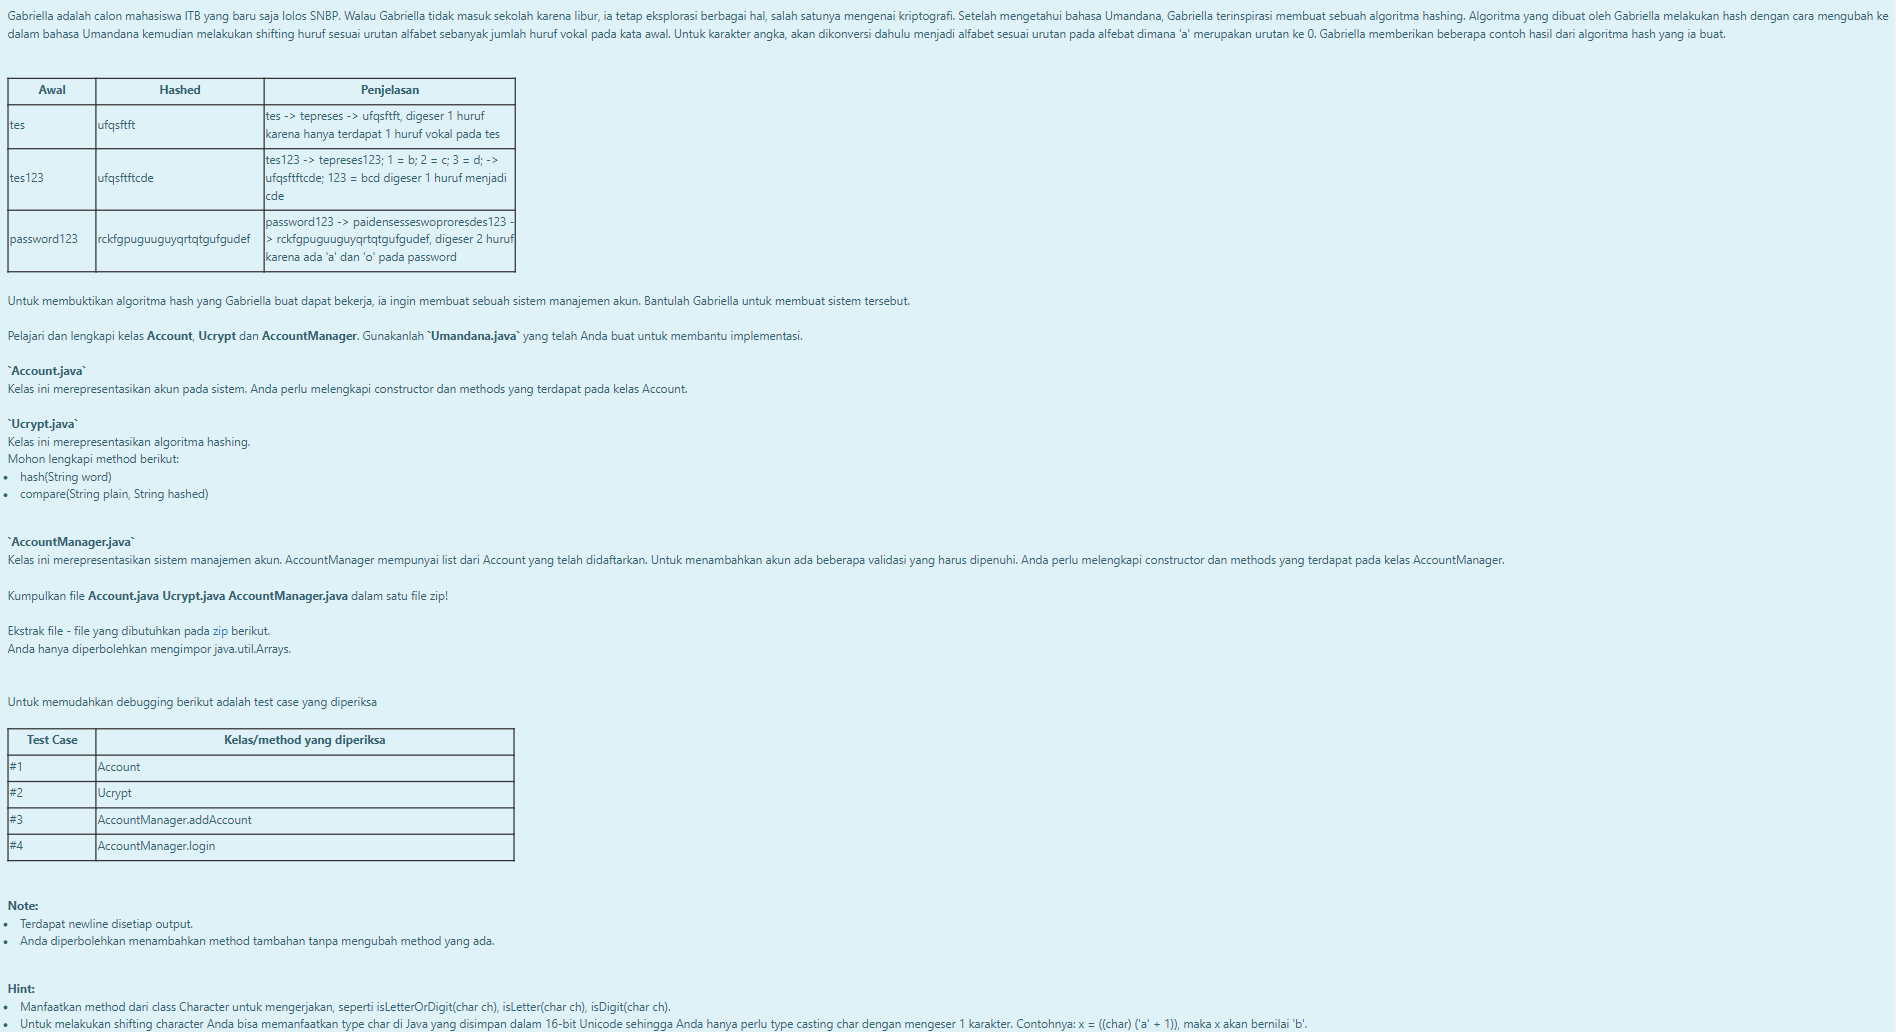 Gabriella adalah calon mahasiswa ITB yang baru saja lolos SNBP. Walau Gabriella tidak masuk sekolah karena libur, ia tetap eksplorasi berbagai hal, salah satunya mengenai kriptografi. Setelah mengetahui bahasa Umandana, Gabriella terinspirasi membuat sebuah algoritma hashing. Algoritma yang dibuat oleh Gabriella melakukan hash dengan cara mengubah ke
dalam bahasa Umandana kemudian melakukan shifting huruf sesuai urutan alfabet sebanyak jumlah huruf vokal pada kata awal. Untuk karakter angka, akan dikonversi dahulu menjadi alfabet sesuai urutan pada alfebat dimana 'a' merupakan urutan ke 0. Gabriella memberikan beberapa contoh hasil dari algoritma hash yang ia buat.
Awal Hashed Penjelasan
tes ufqsftft tes -> tepreses -> ufqsftft, digeser 1 huruf
karena hanya terdapat 1 huruf vokal pada tes
tes123 ufqsftftcde tes123 -> tepreses123; 1 = b; 2 = c; 3 = d; ->
ufqsftftcde; 123 = bcd digeser 1 huruf menjadi
cde
password123 rckfgpuguuguyqrtqtgufgudef password123 -> paidensesseswoproresdes123 -
> rckfgpuguuguyqrtqtgufgudef, digeser 2 huruf
karena ada 'a' dan 'o' pada password
Untuk membuktikan algoritma hash yang Gabriella buat dapat bekerja, ia ingin membuat sebuah sistem manajemen akun. Bantulah Gabriella untuk membuat sistem tersebut.
Pelajari dan lengkapi kelas Account, Ucrypt dan AccountManager. Gunakanlah `Umandana.java` yang telah Anda buat untuk membantu implementasi.
`Account.java`
Kelas ini merepresentasikan akun pada sistem. Anda perlu melengkapi constructor dan methods yang terdapat pada kelas Account.
`Ucrypt.java`
Kelas ini merepresentasikan algoritma hashing.
Mohon lengkapi method berikut:
• hash(String word)
• compare(String plain, String hashed)
`AccountManager.java`
Kelas ini merepresentasikan sistem manajemen akun. AccountManager mempunyai list dari Account yang telah didaftarkan. Untuk menambahkan akun ada beberapa validasi yang harus dipenuhi. Anda perlu melengkapi constructor dan methods yang terdapat pada kelas AccountManager.
Kumpulkan file Account.java Ucrypt.java AccountManager.java dalam satu file zip!
Ekstrak file - file yang dibutuhkan pada zip berikut.
Anda hanya diperbolehkan mengimpor java.util.Arrays.
Untuk memudahkan debugging berikut adalah test case yang diperiksa
Test Case Kelas/method yang diperiksa
#1 Account
#2 Ucrypt
#3 AccountManager.addAccount
#4 AccountManager.login
Note:
• Terdapat newline disetiap output.
• Anda diperbolehkan menambahkan method tambahan tanpa mengubah method yang ada.
Hint:
• Manfaatkan method dari class Character untuk mengerjakan, seperti isLetterOrDigit(char ch), isLetter(char ch), isDigit(char ch).
• Untuk melakukan shifting character Anda bisa memanfaatkan type char di Java yang disimpan dalam 16-bit Unicode sehingga Anda hanya perlu type casting char dengan mengeser 1 karakter. Contohnya: x = ((char) ('a' + 1)), maka x akan bernilai 'b'.